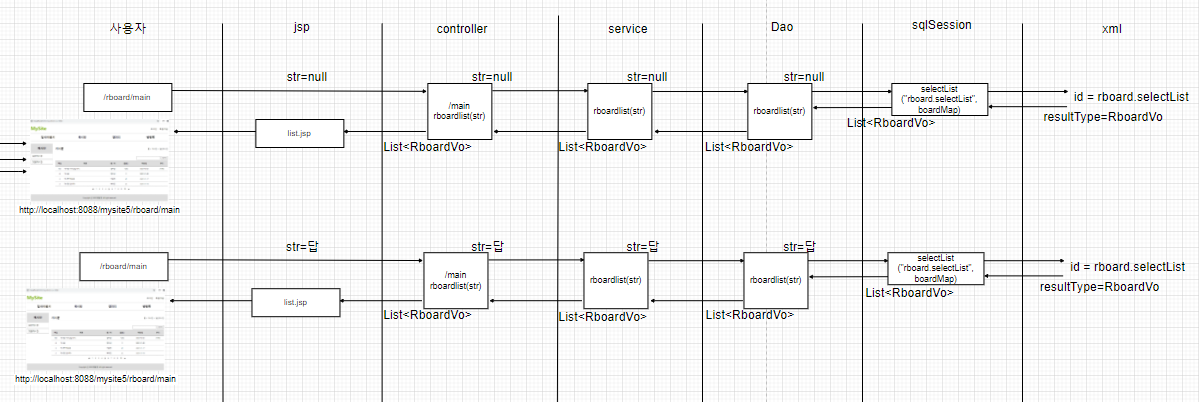 사용자
jsp
controller
service
Dao
sqlSession
xml
str=null
str=null
str=null
str=null
/rboard/main
/main
rboardlist(str)
rboardlist(str)
rboardlist(str)
selectList
("rboard.selectList",
boardMap)
id = rboard.selectList
resultType=RboardVo
list.jsp
List<RboardVo>
List<RboardVo>
List<RboardVo>
List<RboardVo>
MySite
http://localhost:8088/mysite5/rboard/main
str=답
str=답
str=답
str=답
/rboard/main
/main
rboardlist(str)
rboardlist(str)
rboardlist(str)
selectList
("rboard.selectList",
boardMap)
id = rboard.selectList
resultType=RboardVo
list.jsp
List<RboardVo>
List<RboardVo>
List<RboardVo>
List<RboardVo>
MySite
http://localhost:8088/mysite5/rboard/main